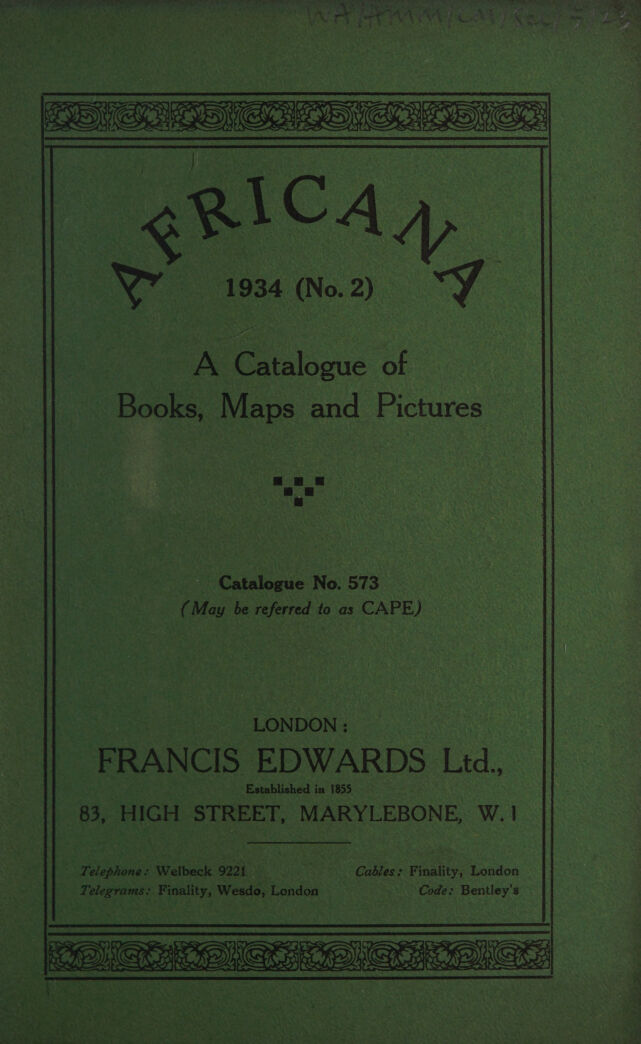 AFRICANA
1934 (No. 2)
A Catalogue of
Books, Maps and Pictures
Catalogue No. 573
(May be referred to as CAPE)
LONDON:
FRANCIS EDWARDS Ltd.,
Established in 1855
83, HIGH STREET, MARYLEBONE, W. 1
Telephone: Welbeck 9221 Cables: Finality, London
Telegrams: Finality, Wesdo, London Code: Bentley's